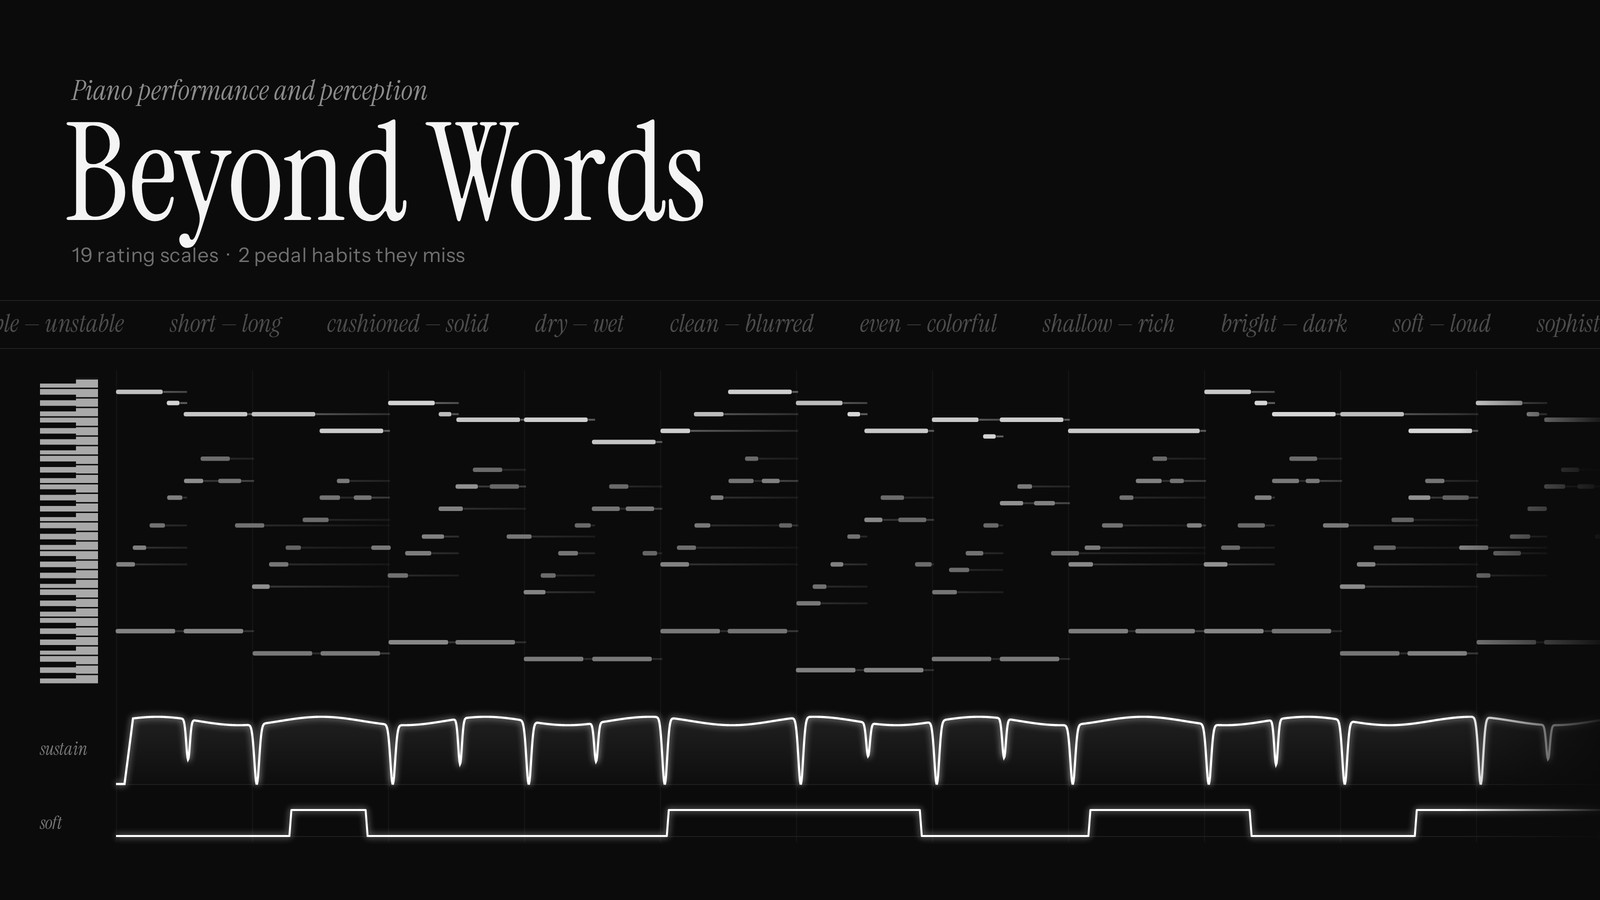 Piano performance and perception
Beyond Words
19 rating scales · 2 pedal habits they miss
unstable short – long cushioned – solid dry – wet clean – blurred even – colorful shallow – rich bright – dark soft – loud
sustain
soft